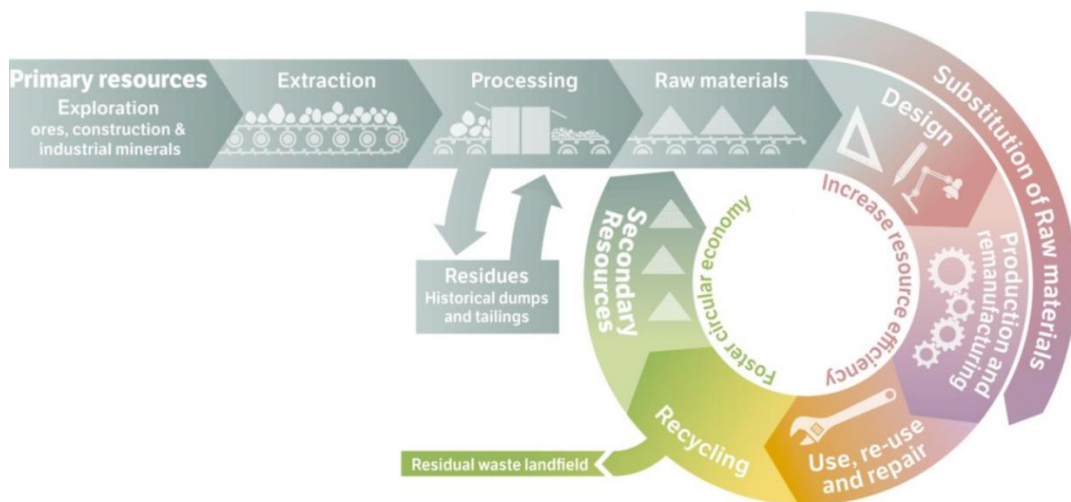 Primary resources
Exploration
ores, construction &
industrial minerals
Extraction
Processing
Raw materials
Design
Substitution of Raw materials
Production and
remanufacturing
Use, re-use
and repair
Recycling
Secondary
Resources
Increase resource efficiency
Foster circular economy
Residues
Historical dumps
and tailings
Residual waste landfield